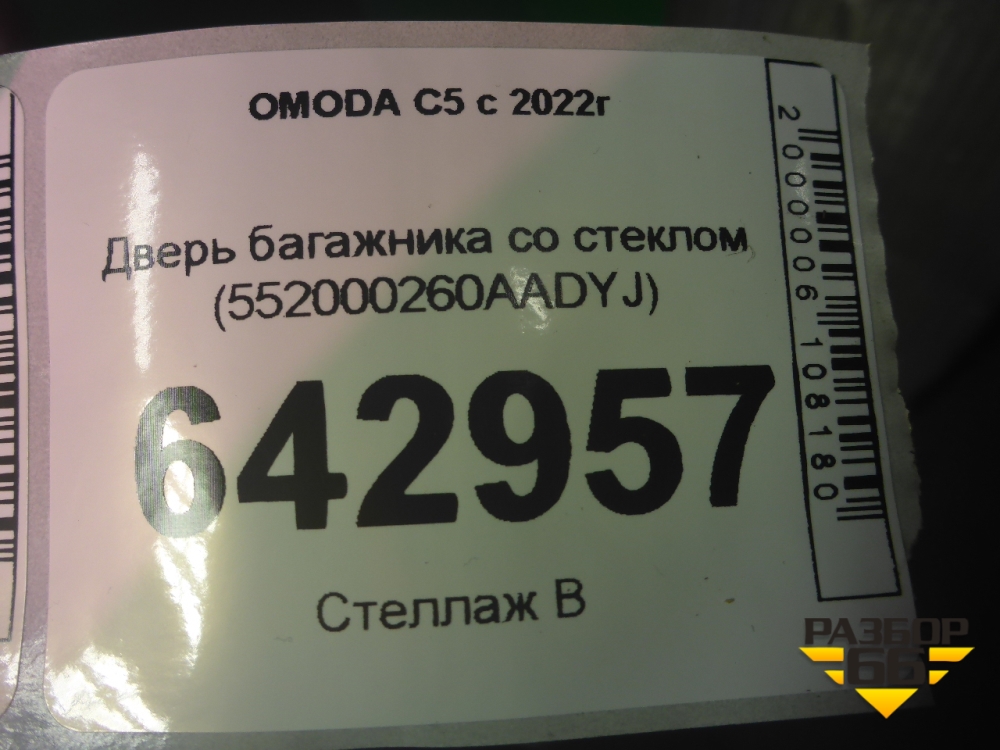 OMODA C5 с 2022г
Дверь багажника со стеклом
(552000260AADYJ)
642957
Стеллаж В
2000006108180
РАЗБОР
66